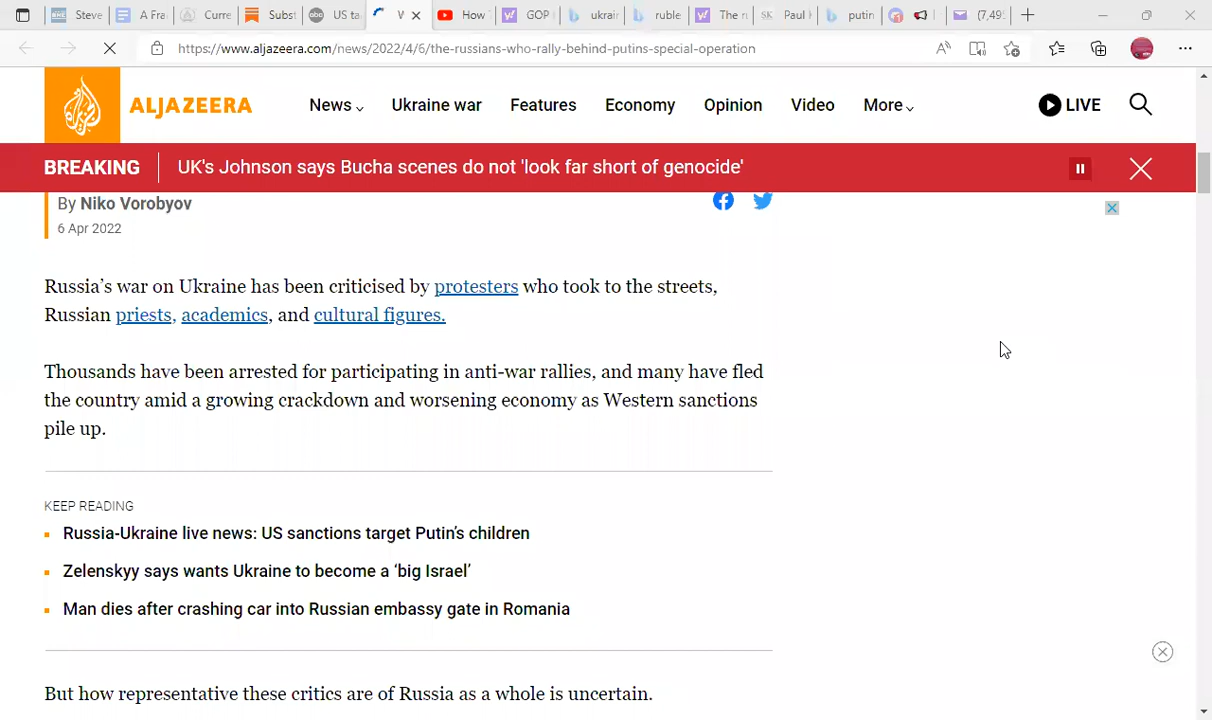 Steve
A Fra
Curre
Subst
abc US ta
W
How
GOP
ukrain
ruble
The r
SK Paul
putin
(7,49
https://www.aljazeera.com/news/2022/4/6/the-russians-who-rally-behind-putins-special-operation
ALJAZEERA News Ukraine war Features Economy Opinion Video More LIVE
BREAKING UK's Johnson says Bucha scenes do not 'look far short of genocide'
By Niko Vorobyov
6 Apr 2022
Russia’s war on Ukraine has been criticised by protesters who took to the streets,
Russian priests, academics, and cultural figures.
Thousands have been arrested for participating in anti-war rallies, and many have fled
the country amid a growing crackdown and worsening economy as Western sanctions
pile up.
KEEP READING
Russia-Ukraine live news: US sanctions target Putin’s children
Zelenskyy says wants Ukraine to become a ‘big Israel’
Man dies after crashing car into Russian embassy gate in Romania
But how representative these critics are of Russia as a whole is uncertain.